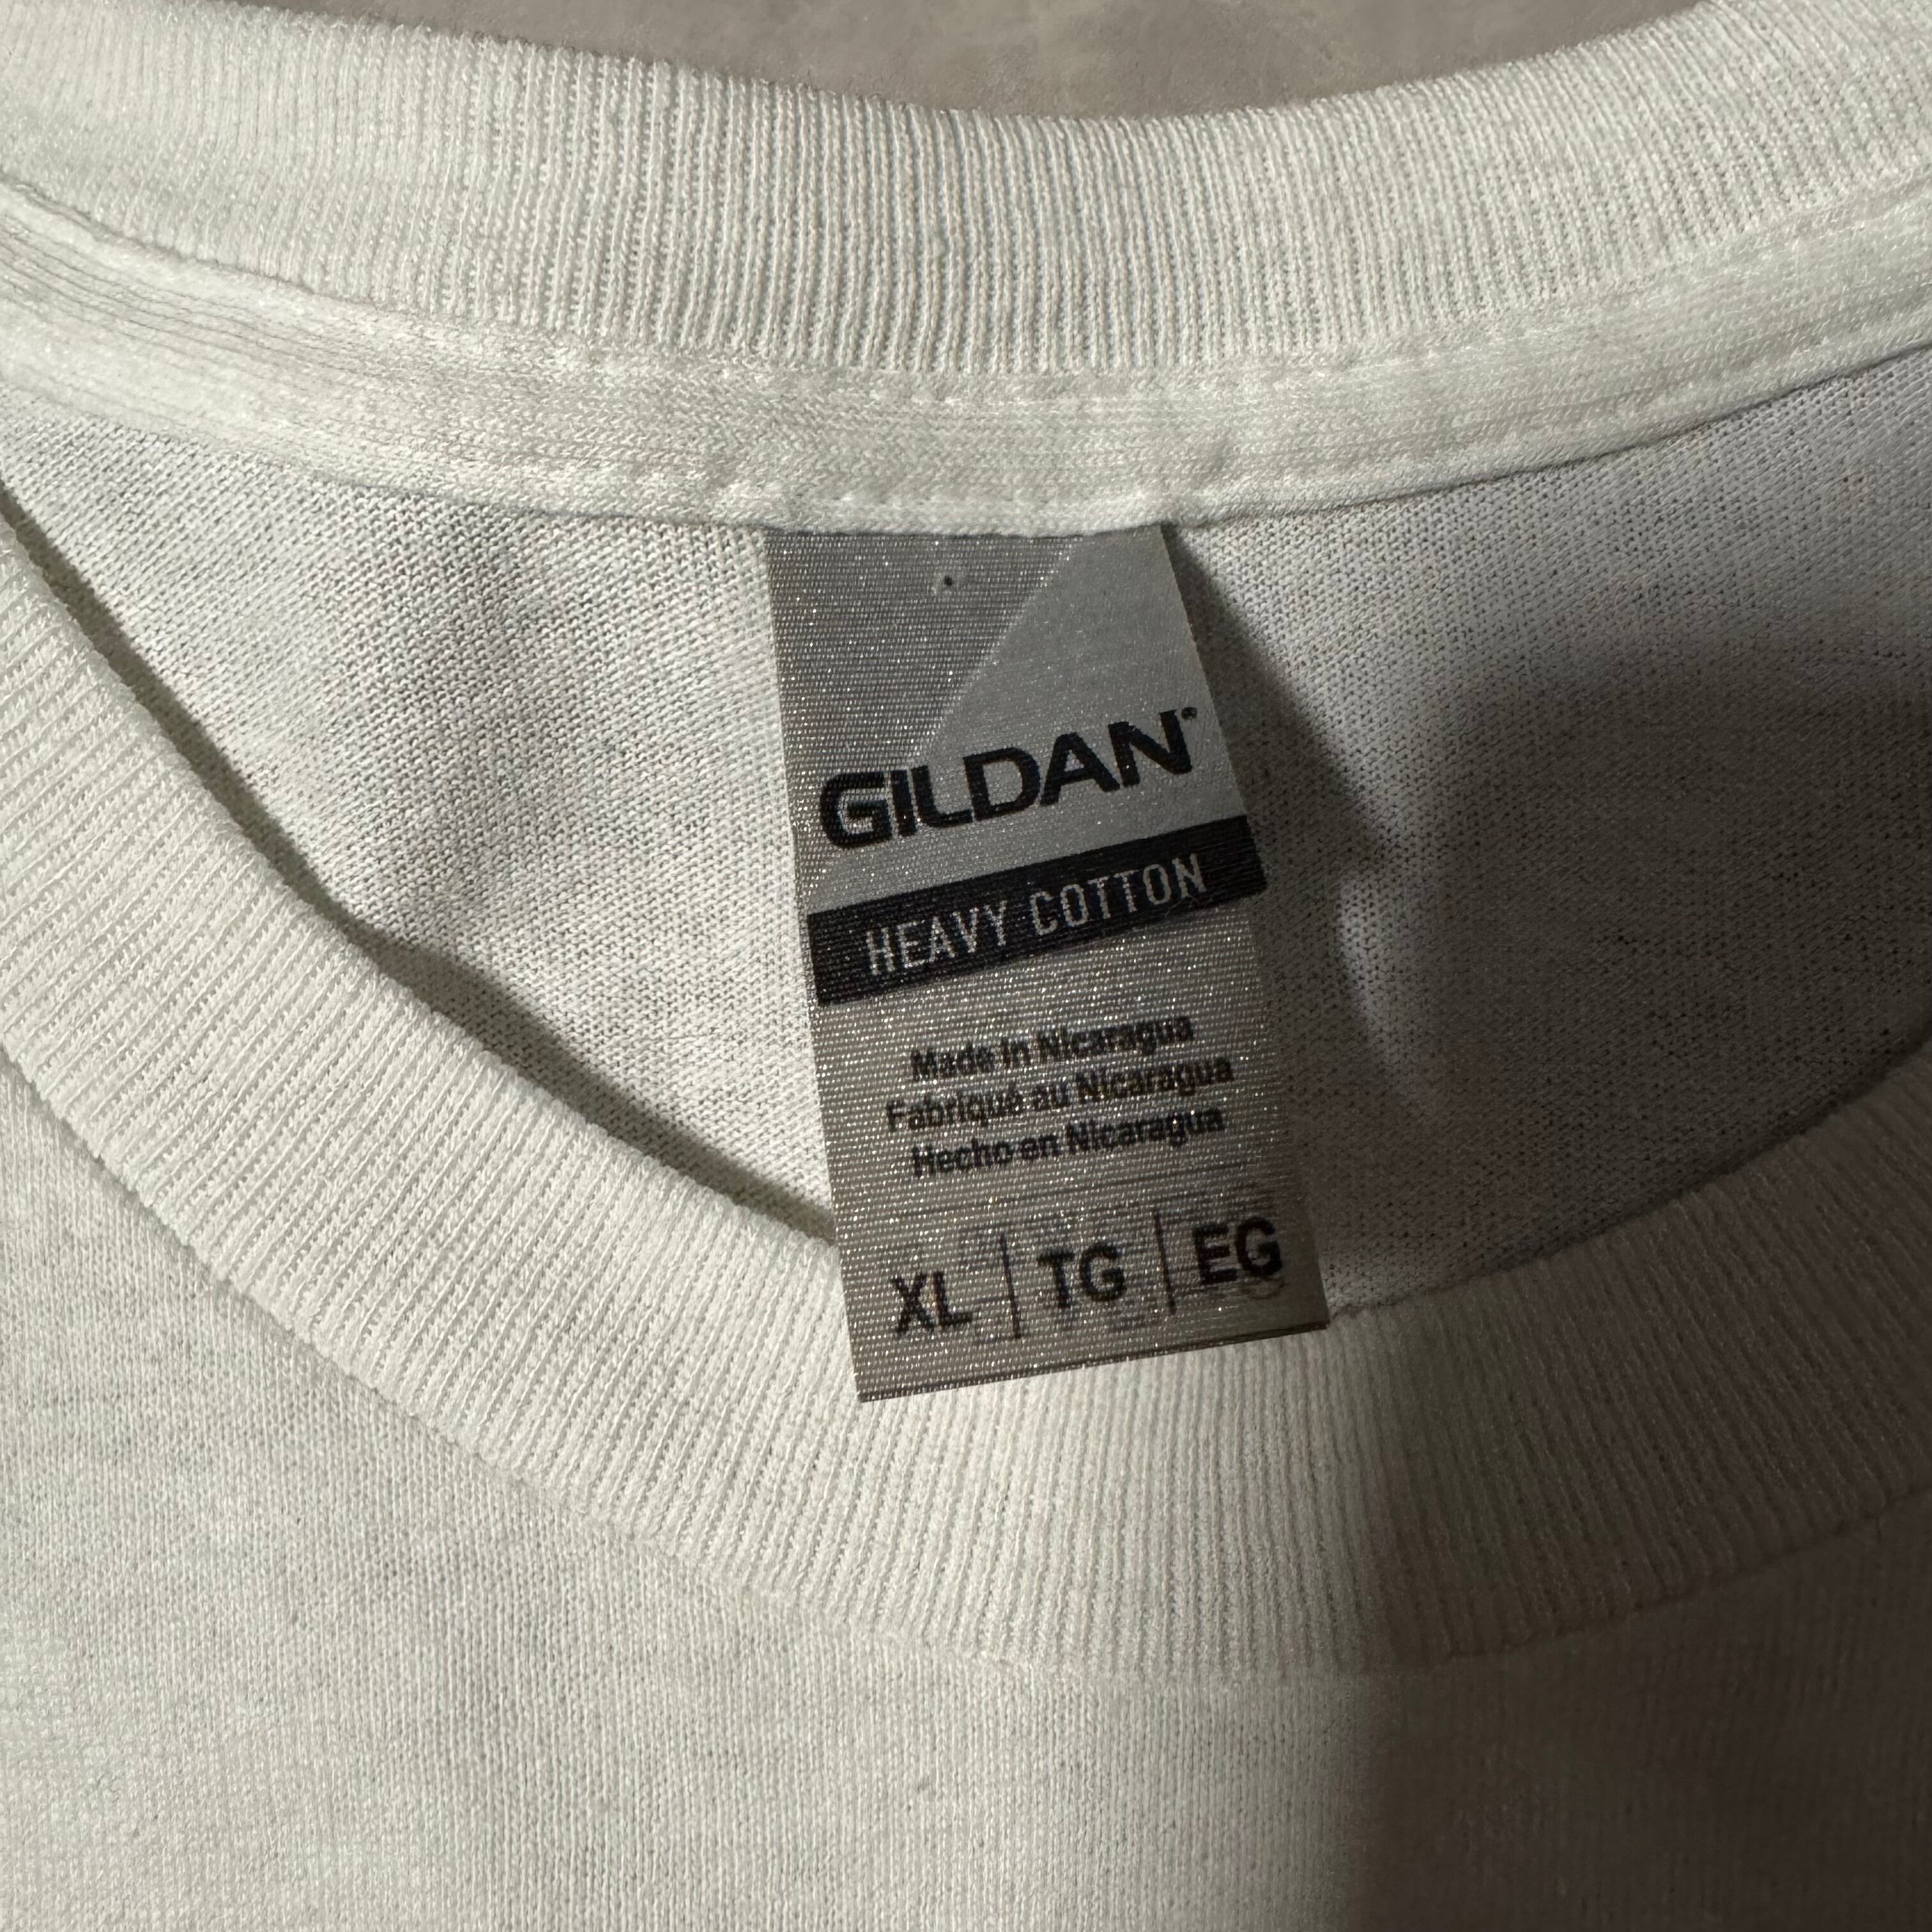 GILDAN®
HEAVY COTTON
Made in Nicaragua
Fabriqué au Nicaragua
Hecho en Nicaragua
XL | TG | EG